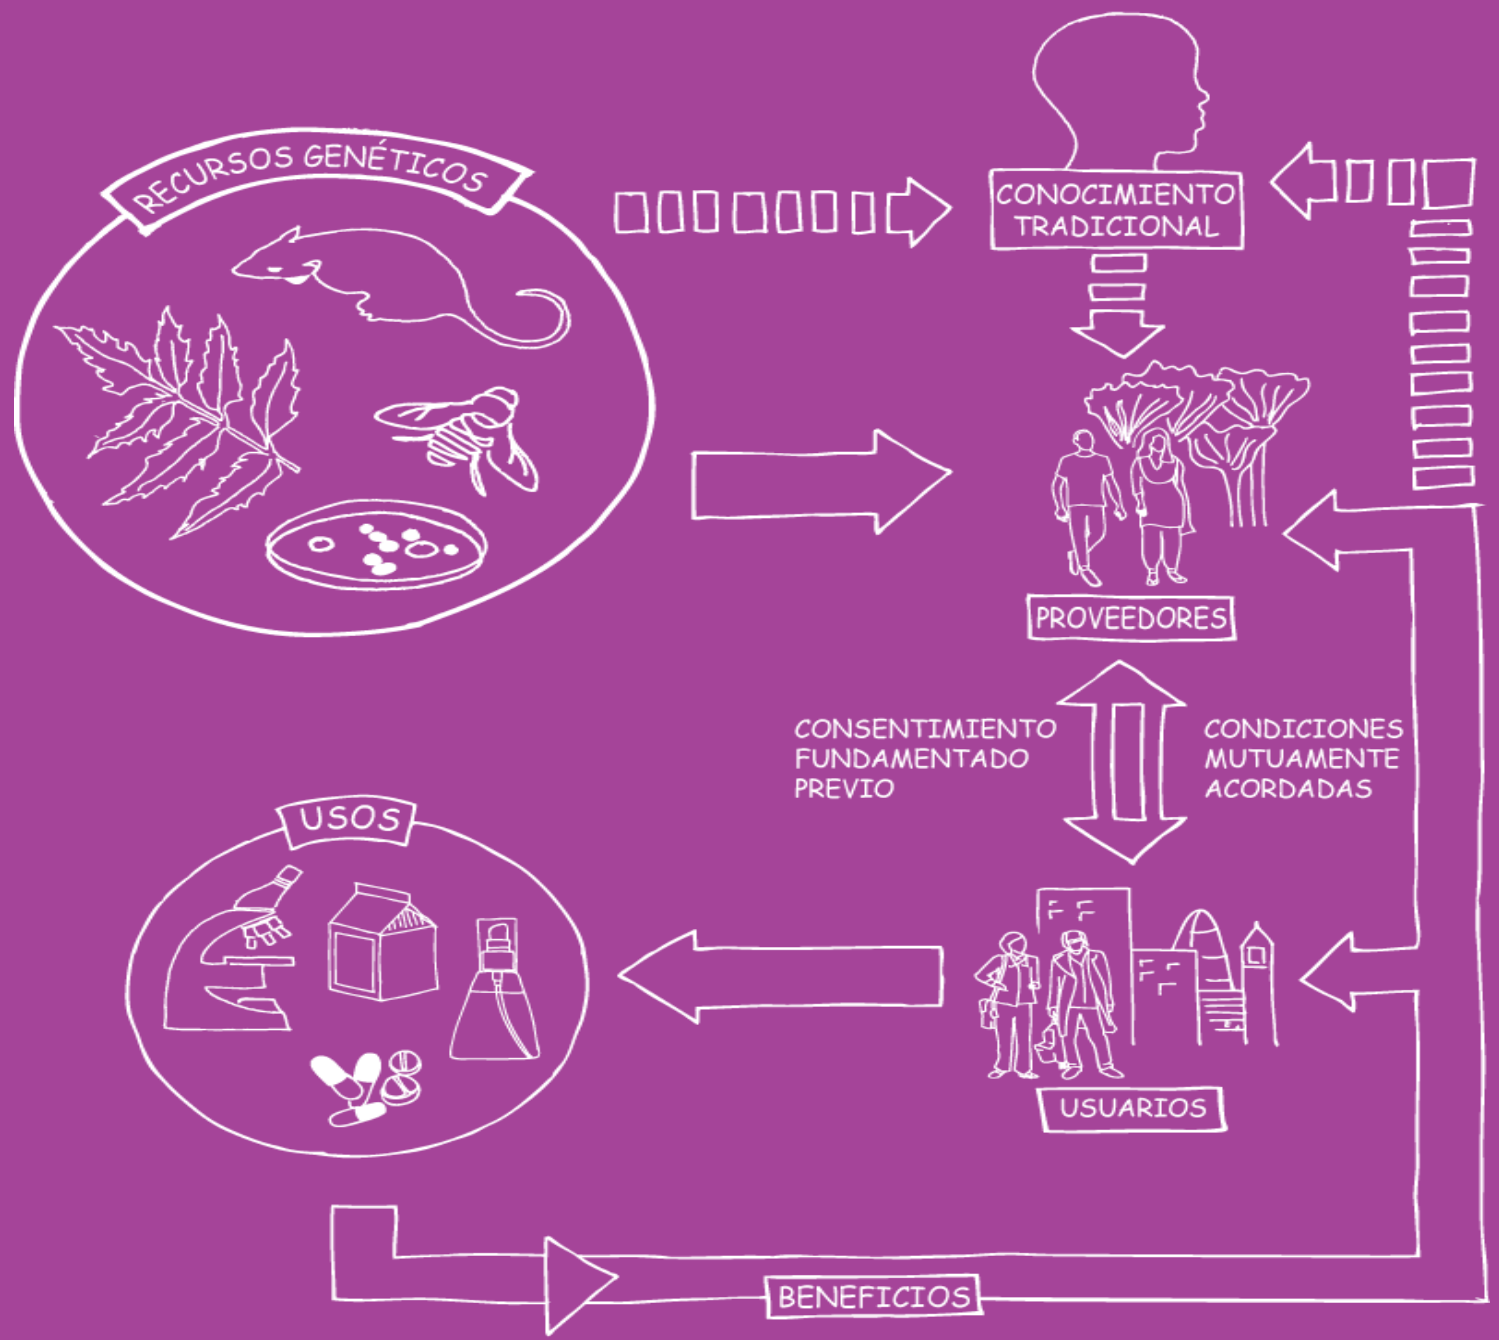 RECURSOS GENÉTICOS
CONOCIMIENTO
TRADICIONAL
PROVEEDORES
CONSENTIMIENTO
FUNDAMENTADO
PREVIO
CONDICIONES
MUTUAMENTE
ACORDADAS
USOS
USUARIOS
BENEFICIOS